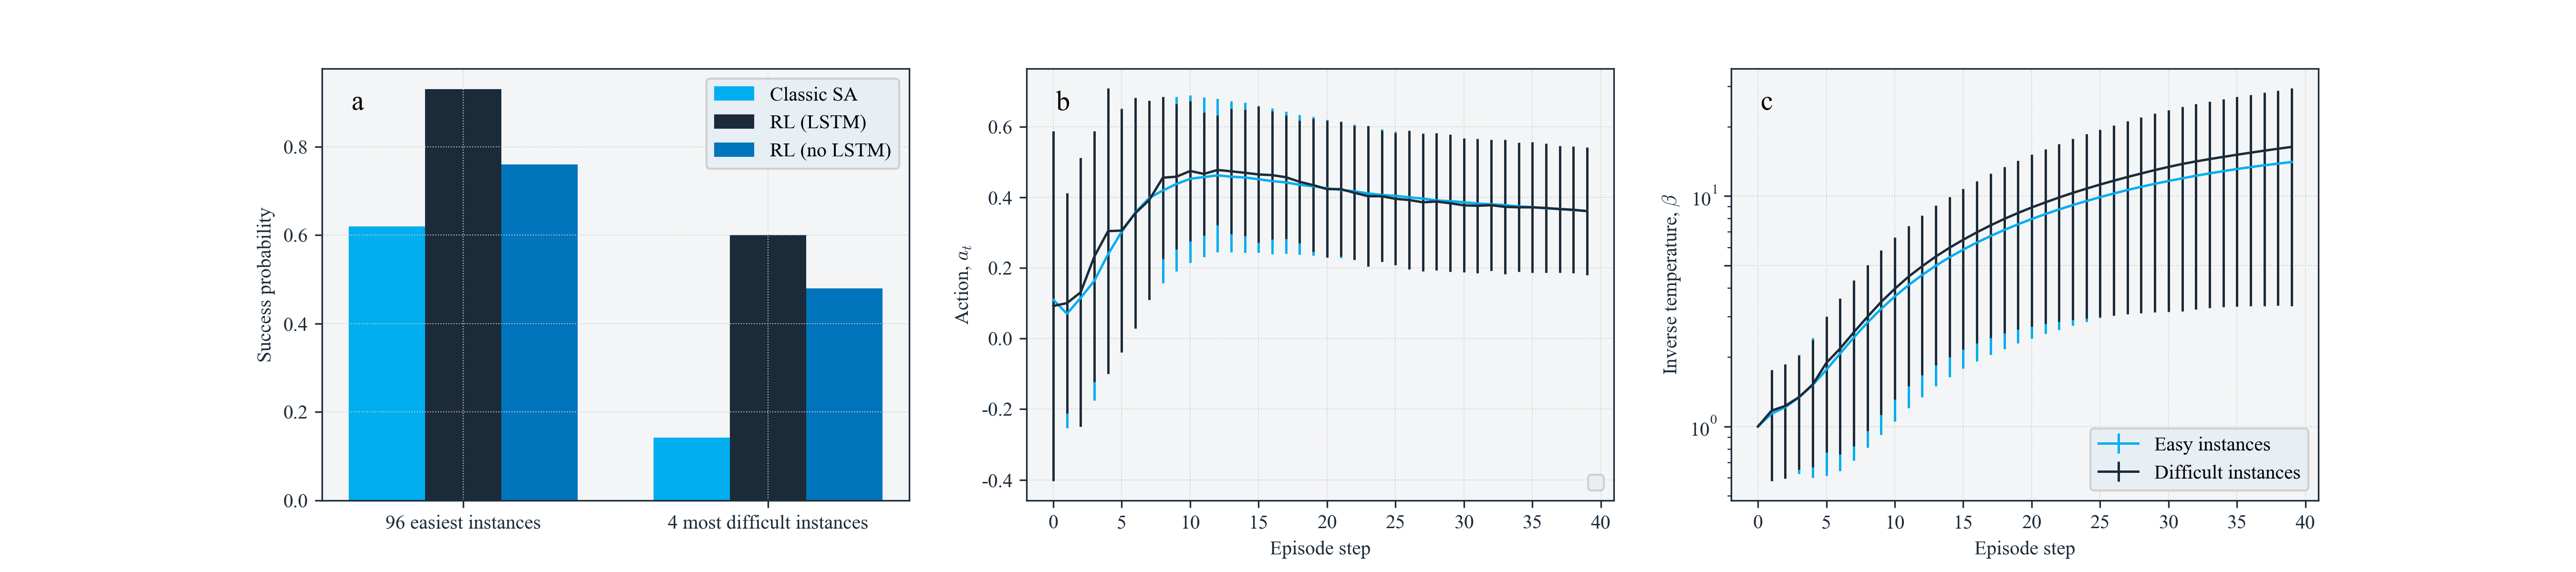 a
Classic SA
RL (LSTM)
RL (no LSTM)
Success probability
0.8
0.6
0.4
0.2
0.0
96 easiest instances
4 most difficult instances
b
Action, a_t
0.6
0.4
0.2
0.0
-0.2
-0.4
0 5 10 15 20 25 30 35 40
Episode step
c
Inverse temperature, β
10^1
10^0
Easy instances
Difficult instances
0 5 10 15 20 25 30 35 40
Episode step